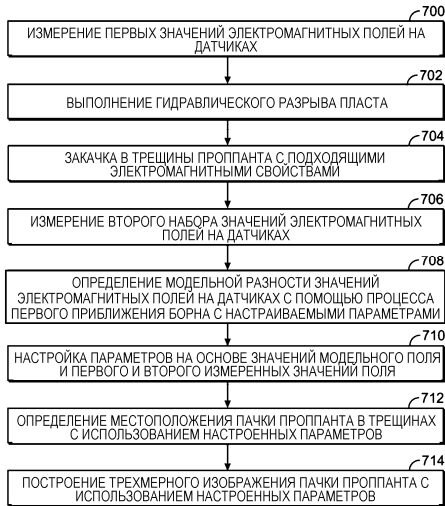 700
ИЗМЕРЕНИЕ ПЕРВЫХ ЗНАЧЕНИЙ ЭЛЕКТРОМАГНИТНЫХ ПОЛЕЙ НА
ДАТЧИКАХ
702
ВЫПОЛНЕНИЕ ГИДРАВЛИЧЕСКОГО РАЗРЫВА ПЛАСТА
704
ЗАКАЧКА В ТРЕЩИНЫ ПРОППАНТА С ПОДХОДЯЩИМИ
ЭЛЕКТРОМАГНИТНЫМИ СВОЙСТВАМИ
706
ИЗМЕРЕНИЕ ВТОРОГО НАБОРА ЗНАЧЕНИЙ ЭЛЕКТРОМАГНИТНЫХ
ПОЛЕЙ НА ДАТЧИКАХ
708
ОПРЕДЕЛЕНИЕ МОДЕЛЬНОЙ РАЗНОСТИ ЗНАЧЕНИЙ
ЭЛЕКТРОМАГНИТНЫХ ПОЛЕЙ НА ДАТЧИКАХ С ПОМОЩЬЮ ПРОЦЕССА
ПЕРВОГО ПРИБЛИЖЕНИЯ БОРНА С НАСТРАИВАЕМЫМИ ПАРАМЕТРАМИ
710
НАСТРОЙКА ПАРАМЕТРОВ НА ОСНОВЕ ЗНАЧЕНИЙ МОДЕЛЬНОГО ПОЛЯ
И ПЕРВОГО И ВТОРОГО ИЗМЕРЕННЫХ ЗНАЧЕНИЙ ПОЛЯ
712
ОПРЕДЕЛЕНИЕ МЕСТОПОЛОЖЕНИЯ ПАЧКИ ПРОППАНТА В ТРЕЩИНАХ
С ИСПОЛЬЗОВАНИЕМ НАСТРОЕННЫХ ПАРАМЕТРОВ
714
ПОСТРОЕНИЕ ТРЕХМЕРНОГО ИЗОБРАЖЕНИЯ ПАЧКИ ПРОППАНТА С
ИСПОЛЬЗОВАНИЕМ НАСТРОЕННЫХ ПАРАМЕТРОВ